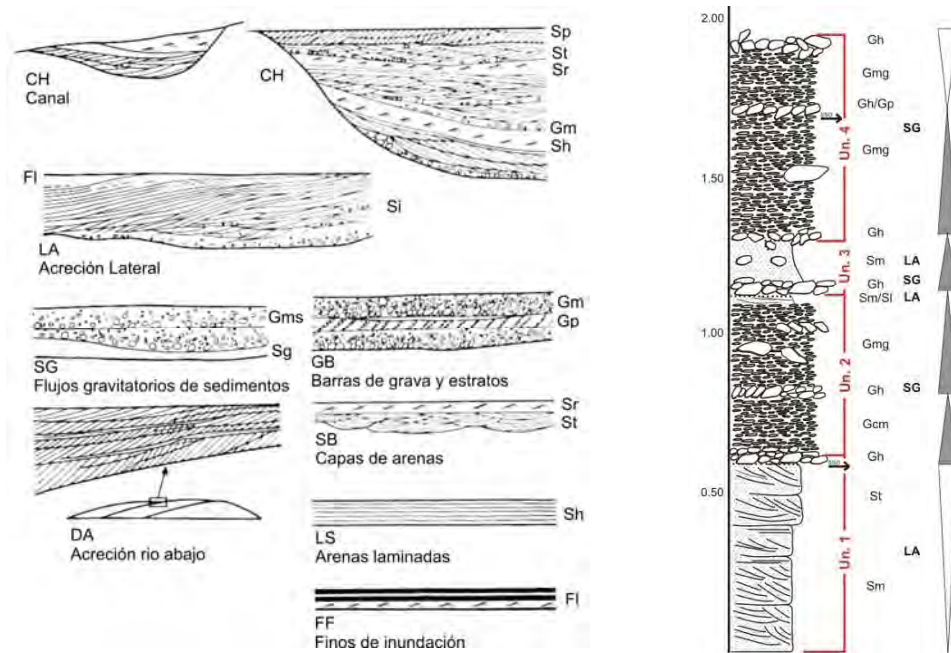 CH
Canal
CH
Sp
St
Sr
Gm
Sh
Fl
Si
LA
Acreción Lateral
Gms
Sg
SG
Flujos gravitatorios de sedimentos
Gm
Gp
GB
Barras de grava y estratos
Sr
St
SB
Capas de arenas
DA
Acreción rio abajo
Sh
LS
Arenas laminadas
Fl
FF
Finos de inundación
2.00
1.50
1.00
0.50
Un. 4
Un. 3
Un. 2
Un. 1
Gh
Gmg
Gh/Gp
Gmg
Gh
Sm
Gh
Sm/Sl
Gmg
Gh
Gcm
Gh
St
Sm
SG
LA
SG
LA
SG
LA